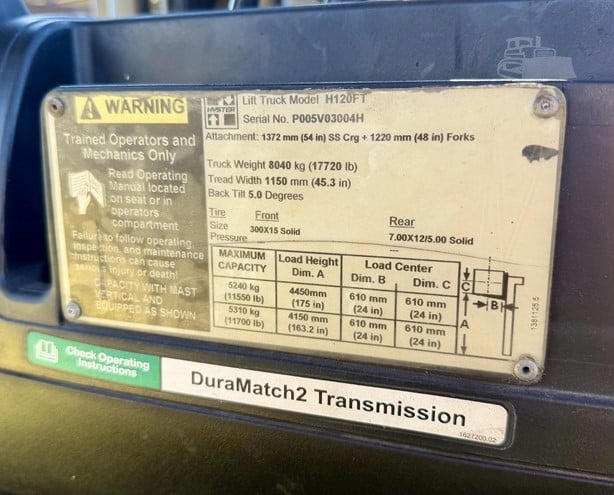 WARNING
Trained Operators and
Mechanics Only
Read Operating
Manual located
on seat or in
operators
compartment
Failure to follow operating,
inspection, and maintenance
instructions can cause
serious injury or death!
CAPACITY WITH MAST
VERTICAL AND
EQUIPPED AS SHOWN
HYSTER
Lift Truck Model H120FT
Serial No. P005V03004H
Attachment: 1372 mm (54 in) SS Crg + 1220 mm (48 in) Forks
Truck Weight 8040 kg (17720 lb)
Tread Width 1150 mm (45.3 in)
Back Tilt 5.0 Degrees
Tire Front Rear
Size 300X15 Solid 7.00X12/5.00 Solid
Pressure
MAXIMUM CAPACITY Load Height Dim. A Load Center Dim. B Dim. C
5240 kg (11550 lb) 4450mm (175 in) 610 mm (24 in) 610 mm (24 in)
5310 kg (11700 lb) 4150 mm (163.2 in) 610 mm (24 in) 610 mm (24 in)
C
B
A
1381125.5
Check Operating
Instructions
DuraMatch2 Transmission
1627200.02